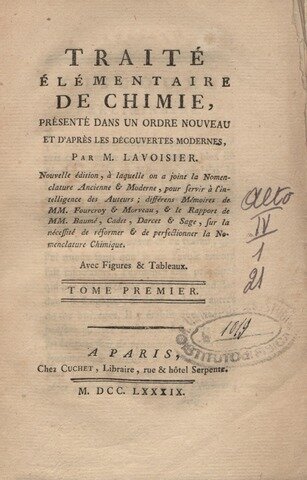 TRAITÉ
ÉLÉMENTAIRE
DE CHIMIE,
PRÉSENTÉ DANS UN ORDRE NOUVEAU
ET D'APRÈS LES DÉCOUVERTES MODERNES,
PAR M. LAVOISIER.
Nouvelle édition, à laquelle on a joint la Nomen-
clature Ancienne & Moderne, pour servir à l'in-
telligence des Auteurs ; différens Mémoires de
MM. Fourcroy & Morveau, & le Rapport de
MM. Baumé, Cadet, Darcet & Sage, sur la
nécessité de réformer & de perfectionner la No-
menclature Chimique.
Avec Figures & Tableaux.
TOME PREMIER.
A PARIS,
Chez CUCHET, Libraire, rue & hôtel Serpente.
M. DCC. LXXXIX.
IV
1
21